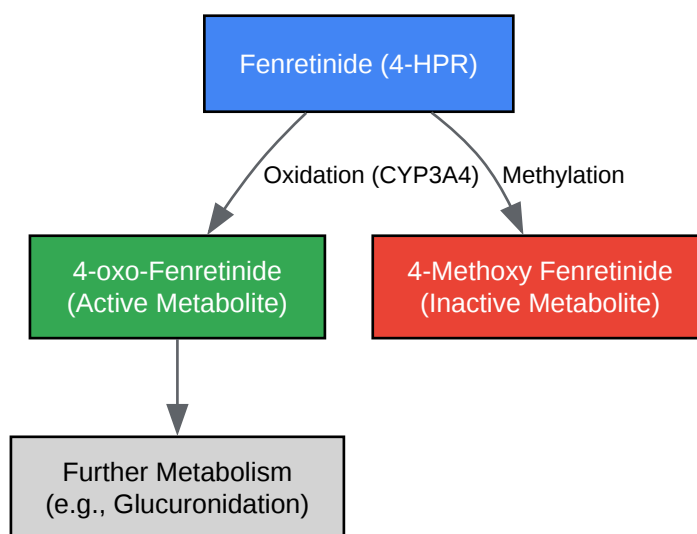 Fenretinide (4-HPR)
Oxidation (CYP3A4)
Methylation
4-oxo-Fenretinide
(Active Metabolite)
4-Methoxy Fenretinide
(Inactive Metabolite)
Further Metabolism
(e.g., Glucuronidation)